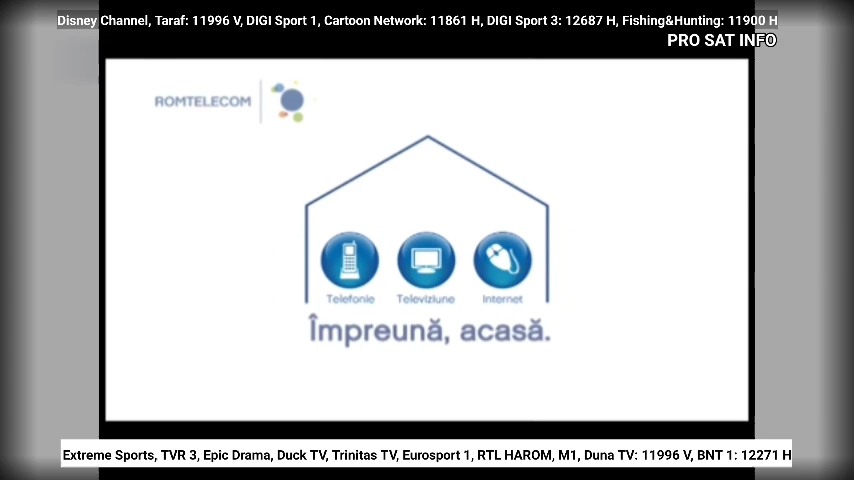 Disney Channel, Taraf: 11996 V, DIGI Sport 1, Cartoon Network: 11861 H, DIGI Sport 3: 12687 H, Fishing&Hunting: 11900 H
PRO SAT INFO
ROMTELECOM
Telefonie Televiziune Internet
Împreună, acasă.
Extreme Sports, TVR 3, Epic Drama, Duck TV, Trinitas TV, Eurosport 1, RTL HAROM, M1, Duna TV: 11996 V, BNT 1: 12271 H